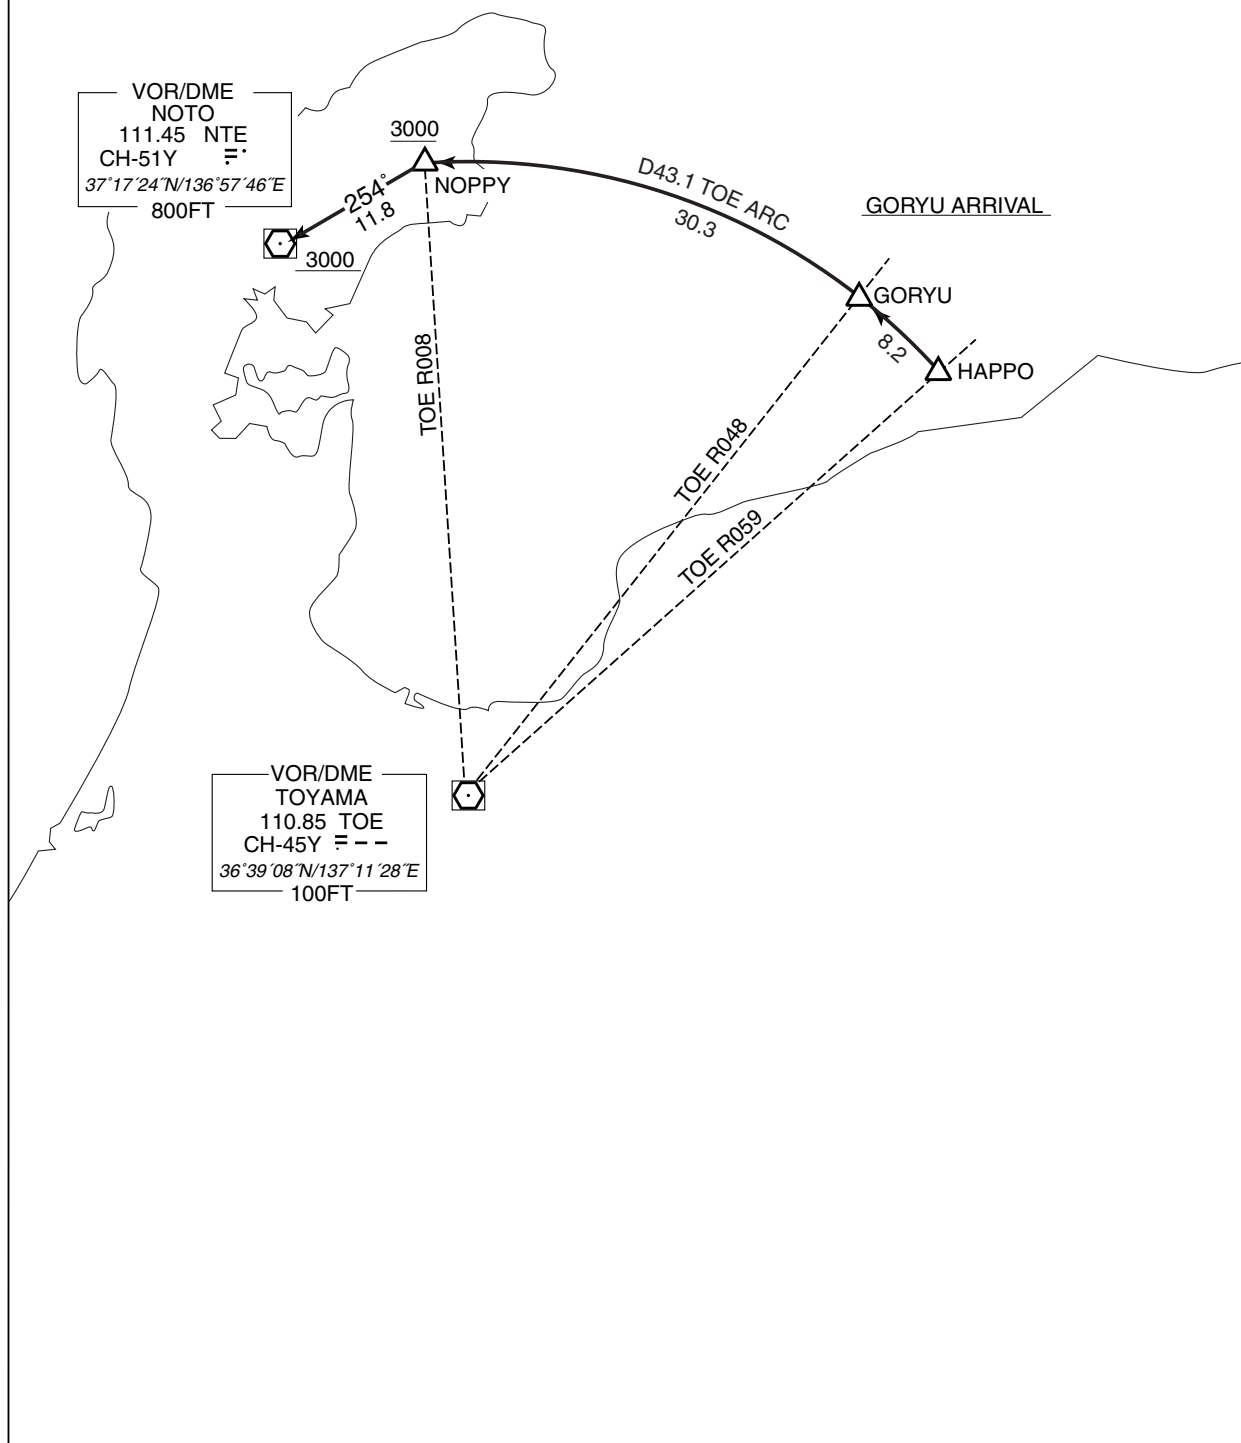 VOR/DME
NOTO
111.45 NTE
CH-51Y
37°17´24˝N/136°57´46˝E
800FT
3000
NOPPY
254°
11.8
3000
D43.1 TOE ARC
30.3
GORYU ARRIVAL
GORYU
8.2
HAPPO
TOE R008
TOE R048
TOE R059
VOR/DME
TOYAMA
110.85 TOE
CH-45Y
36°39´08˝N/137°11´28˝E
100FT